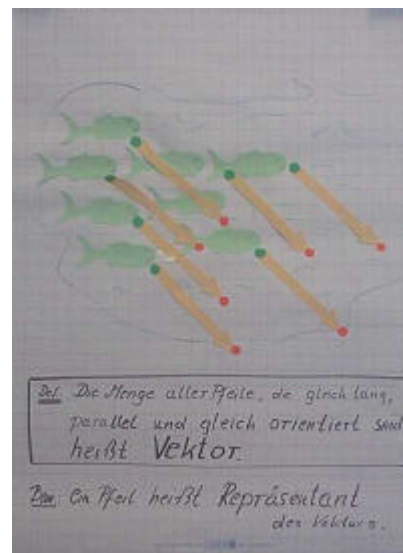 Def. Die Menge aller Pfeile, die gleich lang,
parallel und gleich orientiert sind
heißt Vektor.
Bem. Ein Pfeil heißt Repräsentant
des Vektors.